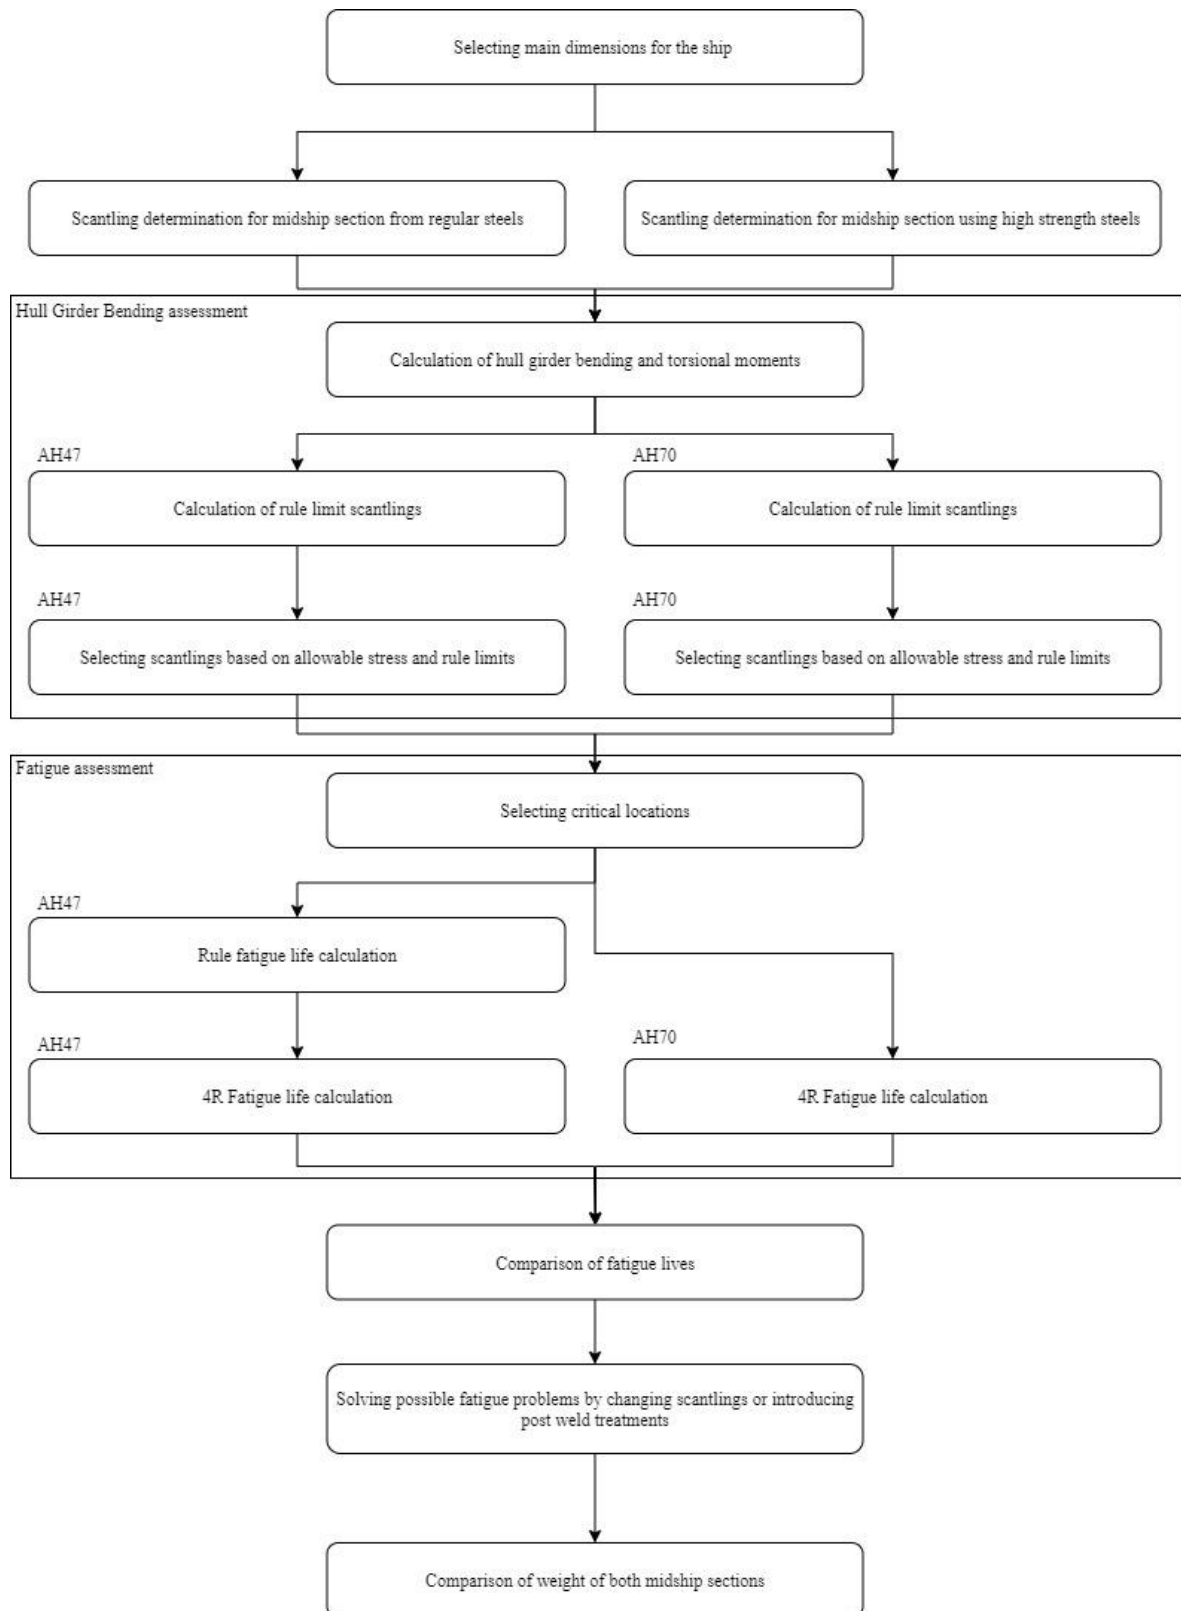 Selecting main dimensions for the ship
Scantling determination for midship section from regular steels
Scantling determination for midship section using high strength steels
Hull Girder Bending assessment
Calculation of hull girder bending and torsional moments
AH47
AH70
Calculation of rule limit scantlings
Calculation of rule limit scantlings
AH47
AH70
Selecting scantlings based on allowable stress and rule limits
Selecting scantlings based on allowable stress and rule limits
Fatigue assessment
Selecting critical locations
AH47
Rule fatigue life calculation
AH47
AH70
4R Fatigue life calculation
4R Fatigue life calculation
Comparison of fatigue lives
Solving possible fatigue problems by changing scantlings or introducing
post weld treatments
Comparison of weight of both midship sections